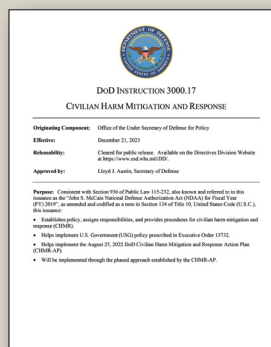 DEPARTMENT OF DEFENSE
UNITED STATES OF AMERICA
DOD INSTRUCTION 3000.17
CIVILIAN HARM MITIGATION AND RESPONSE
Originating Component: Office of the Under Secretary of Defense for Policy
Effective: December 21, 2023
Releasability: Cleared for public release. Available on the Directives Division Website
at https://www.esd.whs.mil/DD/.
Approved by: Lloyd J. Austin, Secretary of Defense
Purpose: Consistent with Section 936 of Public Law 115-232, also known and referred to in this
issuance as the "John S. McCain National Defense Authorization Act (NDAA) for Fiscal Year
(FY) 2019", as amended and codified as a note in Section 134 of Title 10, United States Code (U.S.C.),
this issuance:
• Establishes policy, assigns responsibilities, and provides procedures for civilian harm mitigation and
response (CHMR).
• Helps implement U.S. Government (USG) policy prescribed in Executive Order 13732.
• Helps implement the August 25, 2022 DoD Civilian Harm Mitigation and Response Action Plan
(CHMR-AP).
• Will be implemented through the phased approach established by the CHMR-AP.